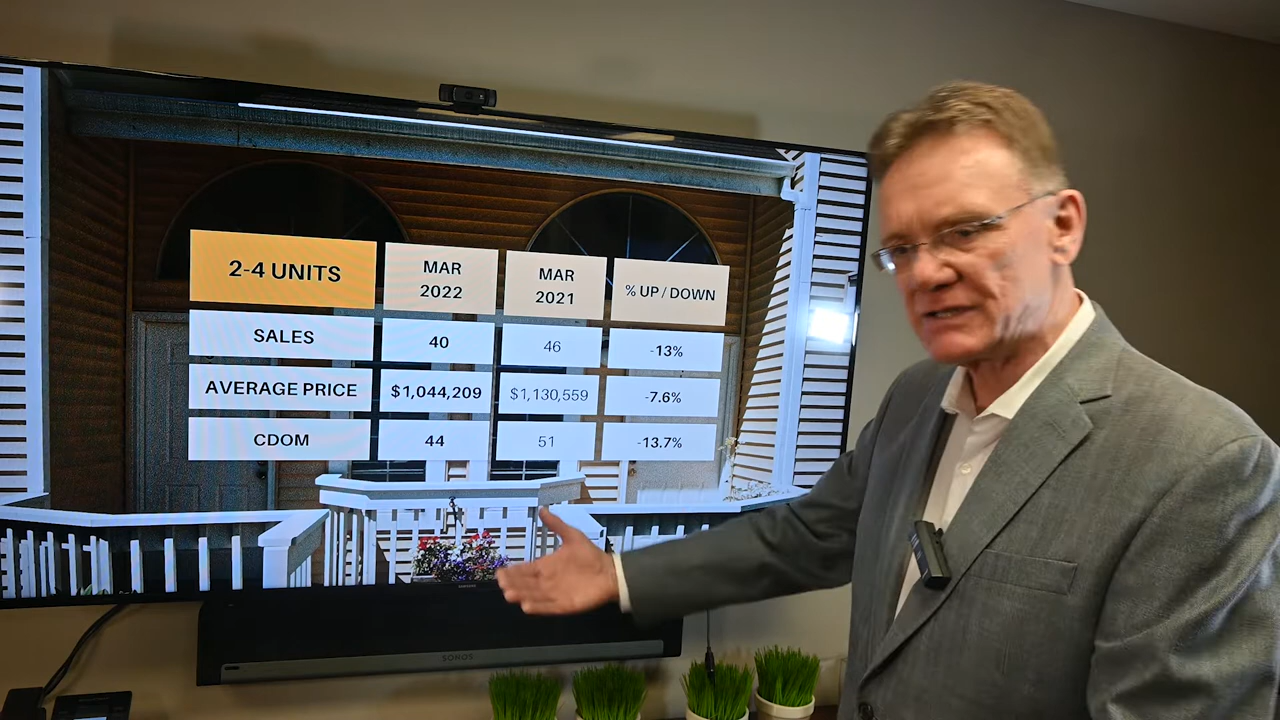 2-4 UNITS
MAR
2022
MAR
2021
% UP / DOWN
SALES
40
46
-13%
AVERAGE PRICE
$1,044,209
$1,130,559
-7.6%
CDOM
44
51
-13.7%
SAMSUNG
SONOS